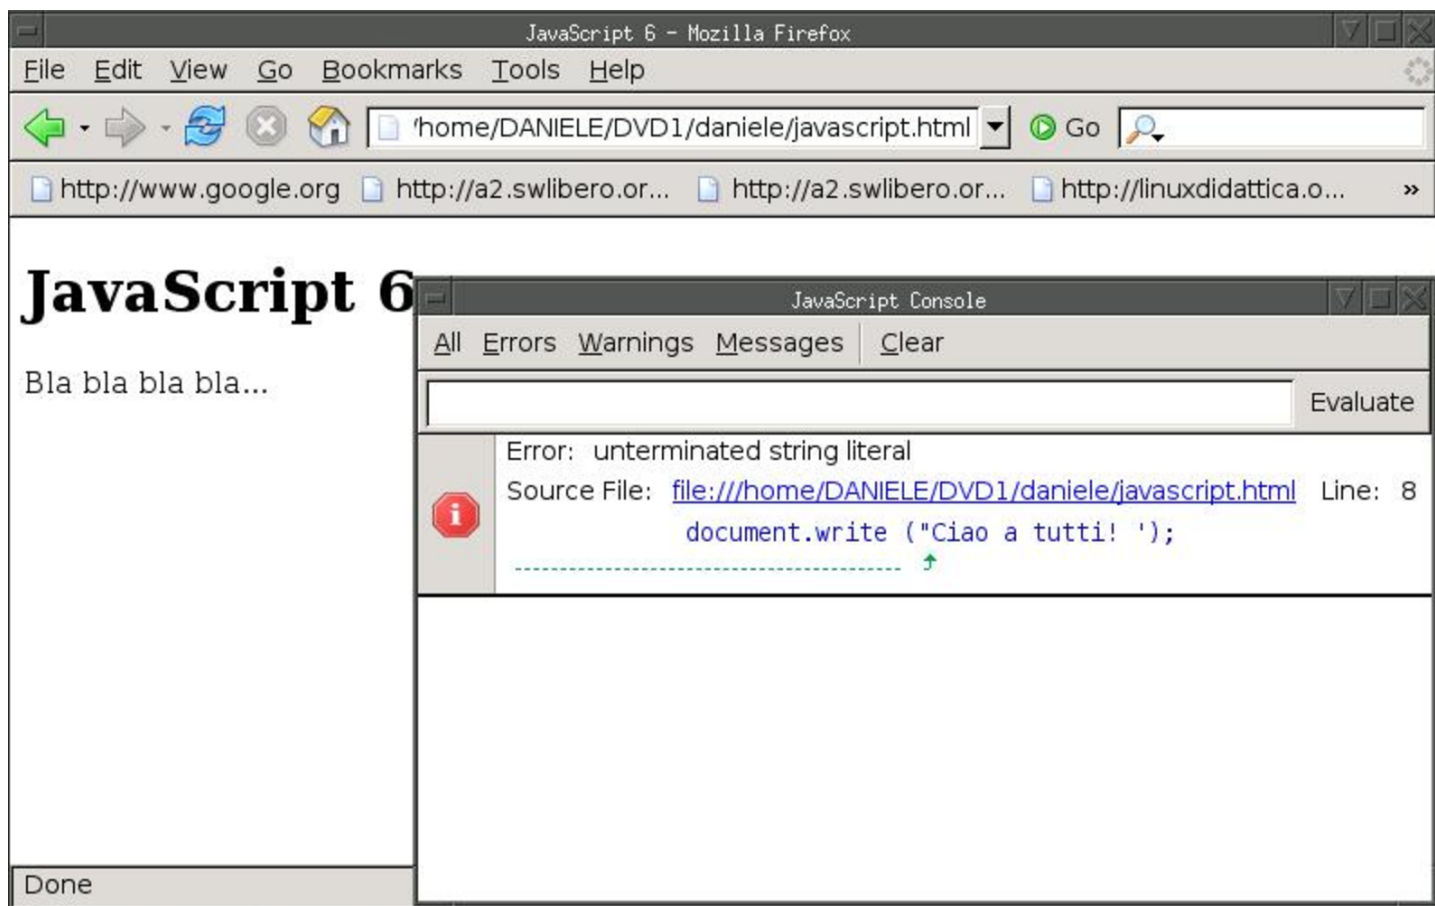 JavaScript 6 - Mozilla Firefox
File Edit View Go Bookmarks Tools Help
/home/DANIELE/DVD1/daniele/javascript.html Go
http://www.google.org http://a2.swlibero.or... http://a2.swlibero.or... http://linuxdidattica.o... »
JavaScript 6
Bla bla bla bla...
JavaScript Console
All Errors Warnings Messages Clear
Evaluate
Error: unterminated string literal
Source File: file:///home/DANIELE/DVD1/daniele/javascript.html Line: 8
document.write ("Ciao a tutti! ');
Done